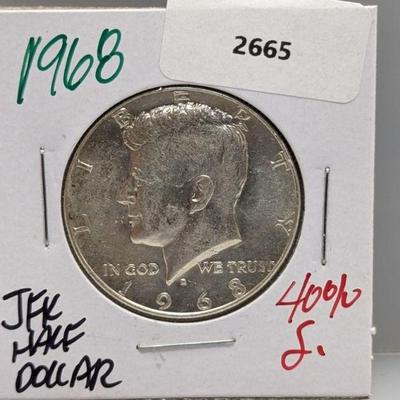 1968
2665
LIBERTY
IN GOD WE TRUST
1968
JFK
HALF
DOLLAR
40%
S.